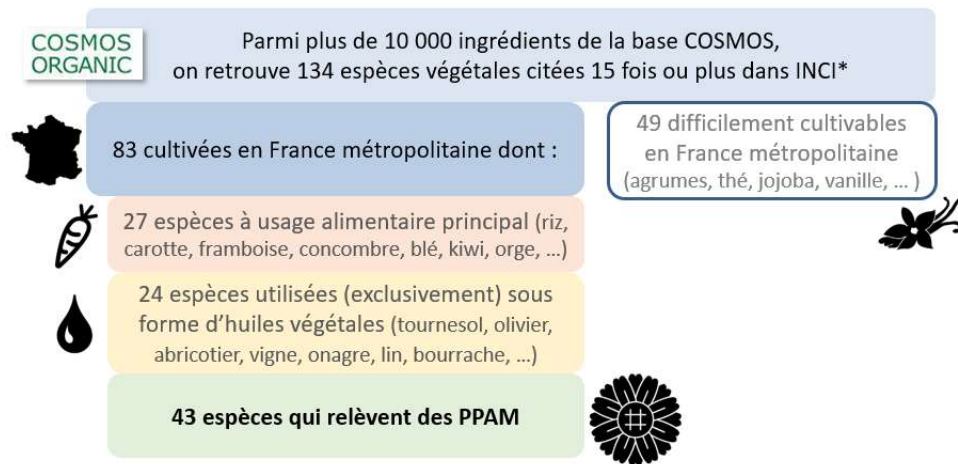 COSMOS
ORGANIC
Parmi plus de 10 000 ingrédients de la base COSMOS,
on retrouve 134 espèces végétales citées 15 fois ou plus dans INCI*
83 cultivées en France métropolitaine dont :
49 difficilement cultivables
en France métropolitaine
(agrumes, thé, jojoba, vanille, ... )
27 espèces à usage alimentaire principal (riz,
carotte, framboise, concombre, blé, kiwi, orge, ...)
24 espèces utilisées (exclusivement) sous
forme d’huiles végétales (tournesol, olivier,
abricotier, vigne, onagre, lin, bourrache, ...)
43 espèces qui relèvent des PPAM